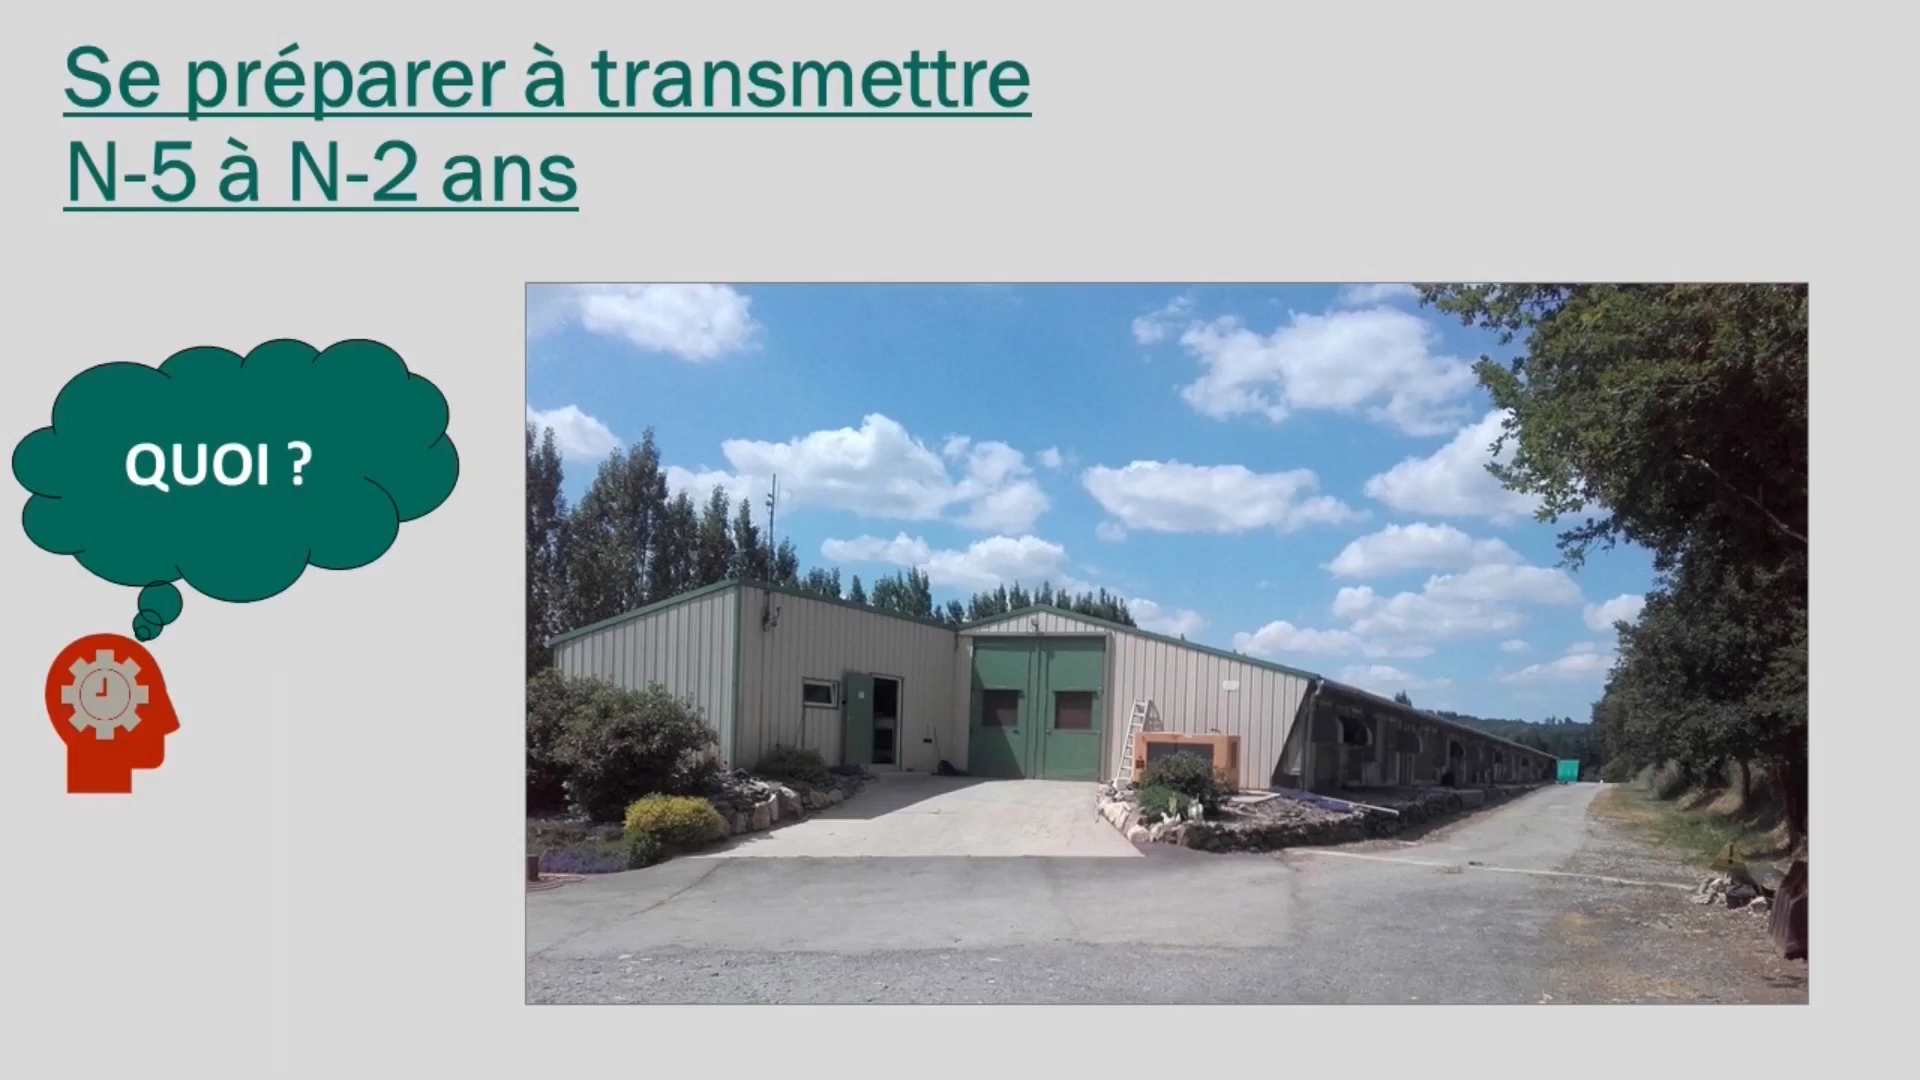 Se préparer à transmettre
N-5 à N-2 ans
QUOI ?